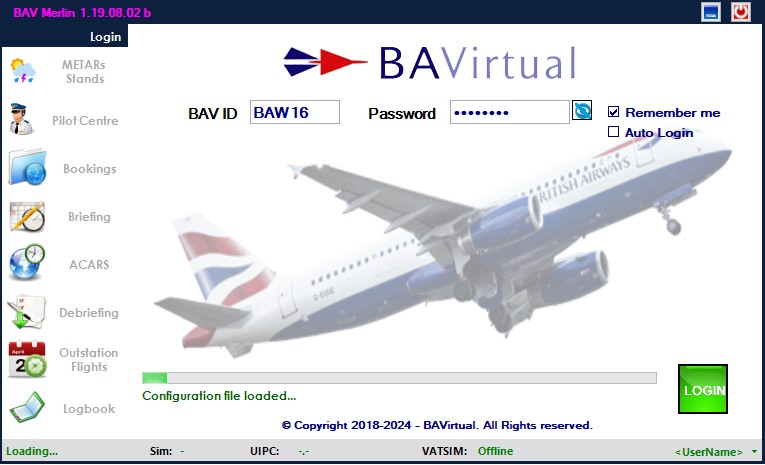 BAV Merlin 1.19.08.02 b
Login
METARs
Stands
Pilot Centre
Bookings
Briefing
ACARS
Debriefing
Outstation
Flights
Logbook
BAVirtual
BAV ID
BAW16
Password
••••••••
Remember me
Auto Login
BRITISH AIRWAYS
April
2
Configuration file loaded...
LOGIN
© Copyright 2018-2024 - BAVirtual. All Rights reserved.
Loading...
Sim: -
UIPC: -.-
VATSIM: Offline
<UserName>